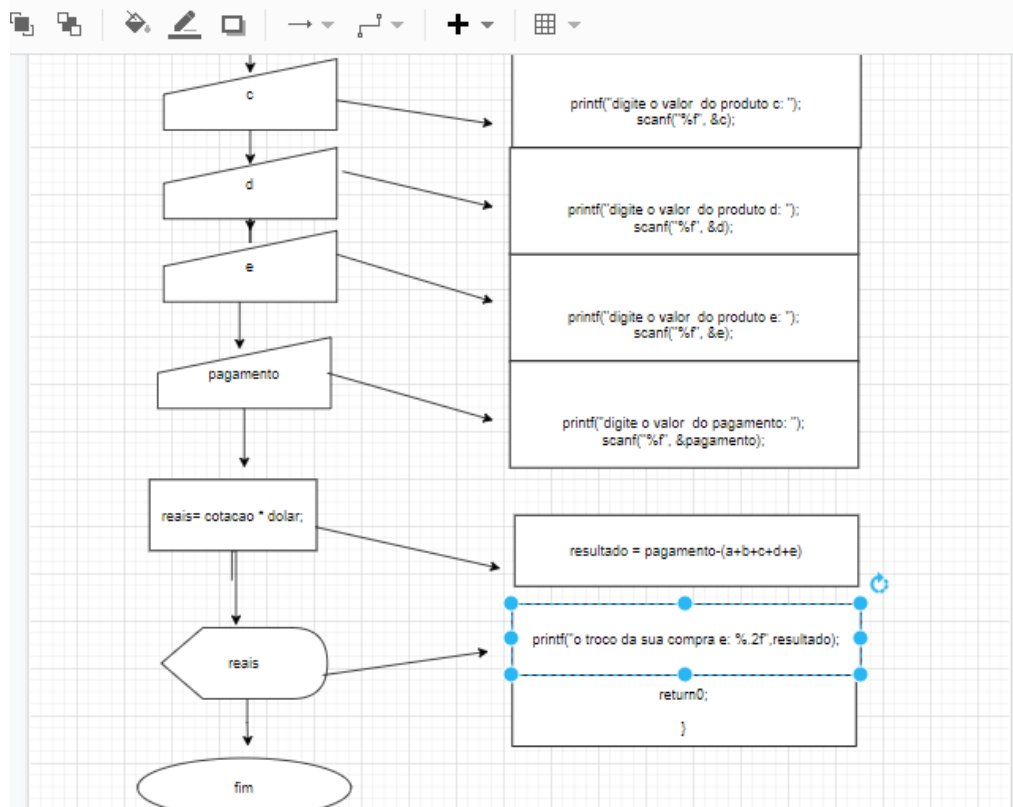 c
printf("digite o valor  do produto c: ");
scanf("%f", &c);
d
printf("digite o valor  do produto d: ");
scanf("%f", &d);
e
printf("digite o valor  do produto e: ");
scanf("%f", &e);
pagamento
printf("digite o valor  do pagamento: ");
scanf("%f", &pagamento);
reais= cotacao * dolar;
resultado = pagamento-(a+b+c+d+e)
printf("o troco da sua compra e: %.2f",resultado);
reais
return0;
}
fim